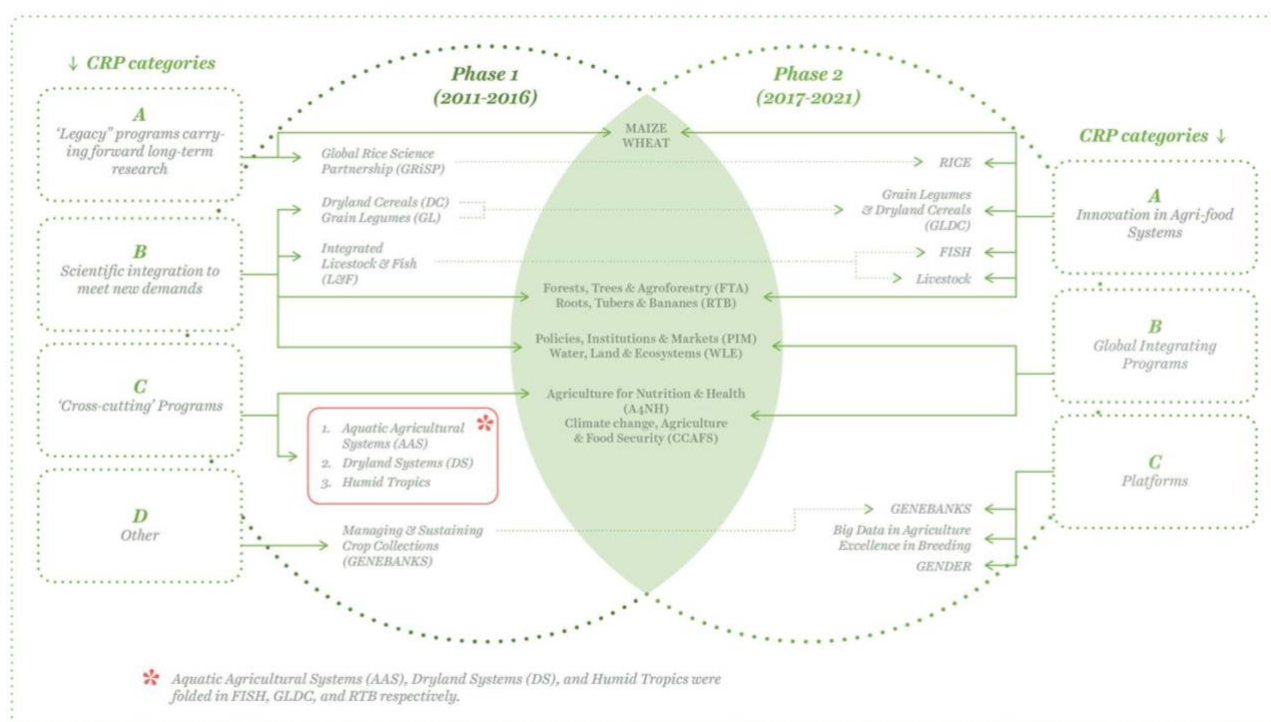 ↓ CRP categories
A
‘Legacy” programs carry-
ing forward long-term
research
B
Scientific integration to
meet new demands
C
‘Cross-cutting’ Programs
D
Other
Phase 1
(2011-2016)
Global Rice Science
Partnership (GRiSP)
Dryland Cereals (DC)
Grain Legumes (GL)
Integrated
Livestock & Fish
(L&F)
1. Aquatic Agricultural
Systems (AAS)
2. Dryland Systems (DS)
3. Humid Tropics
*
Managing & Sustaining
Crop Collections
(GENEBANKS)
MAIZE
WHEAT
Forests, Trees & Agroforestry (FTA)
Roots, Tubers & Bananes (RTB)
Policies, Institutions & Markets (PIM)
Water, Land & Ecosystems (WLE)
Agriculture for Nutrition & Health
(A4NH)
Climate change, Agriculture
& Food Security (CCAFS)
Phase 2
(2017-2021)
RICE
Grain Legumes
& Dryland Cereals
(GLDC)
FISH
Livestock
GENEBANKS
Big Data in Agriculture
Excellence in Breeding
GENDER
CRP categories ↓
A
Innovation in Agri-food
Systems
B
Global Integrating
Programs
C
Platforms
* Aquatic Agricultural Systems (AAS), Dryland Systems (DS), and Humid Tropics were
folded in FISH, GLDC, and RTB respectively.